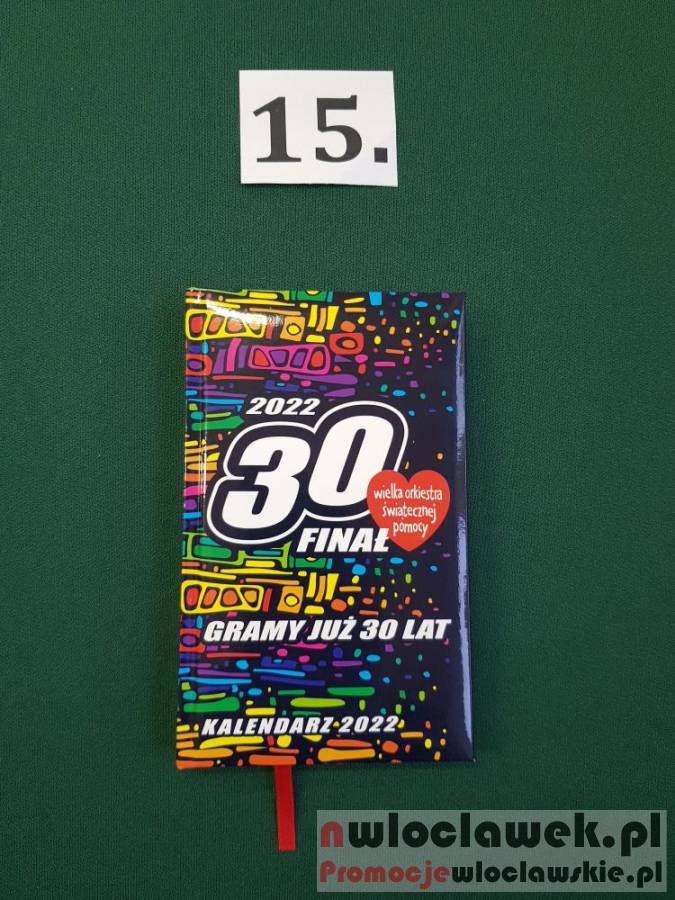 15.
2022
30
FINAŁ
wielka orkiestra
świątecznej
pomocy
GRAMY JUŻ 30 LAT
KALENDARZ 2022
nwloclawek.pl
Promocjewloclawskie.pl